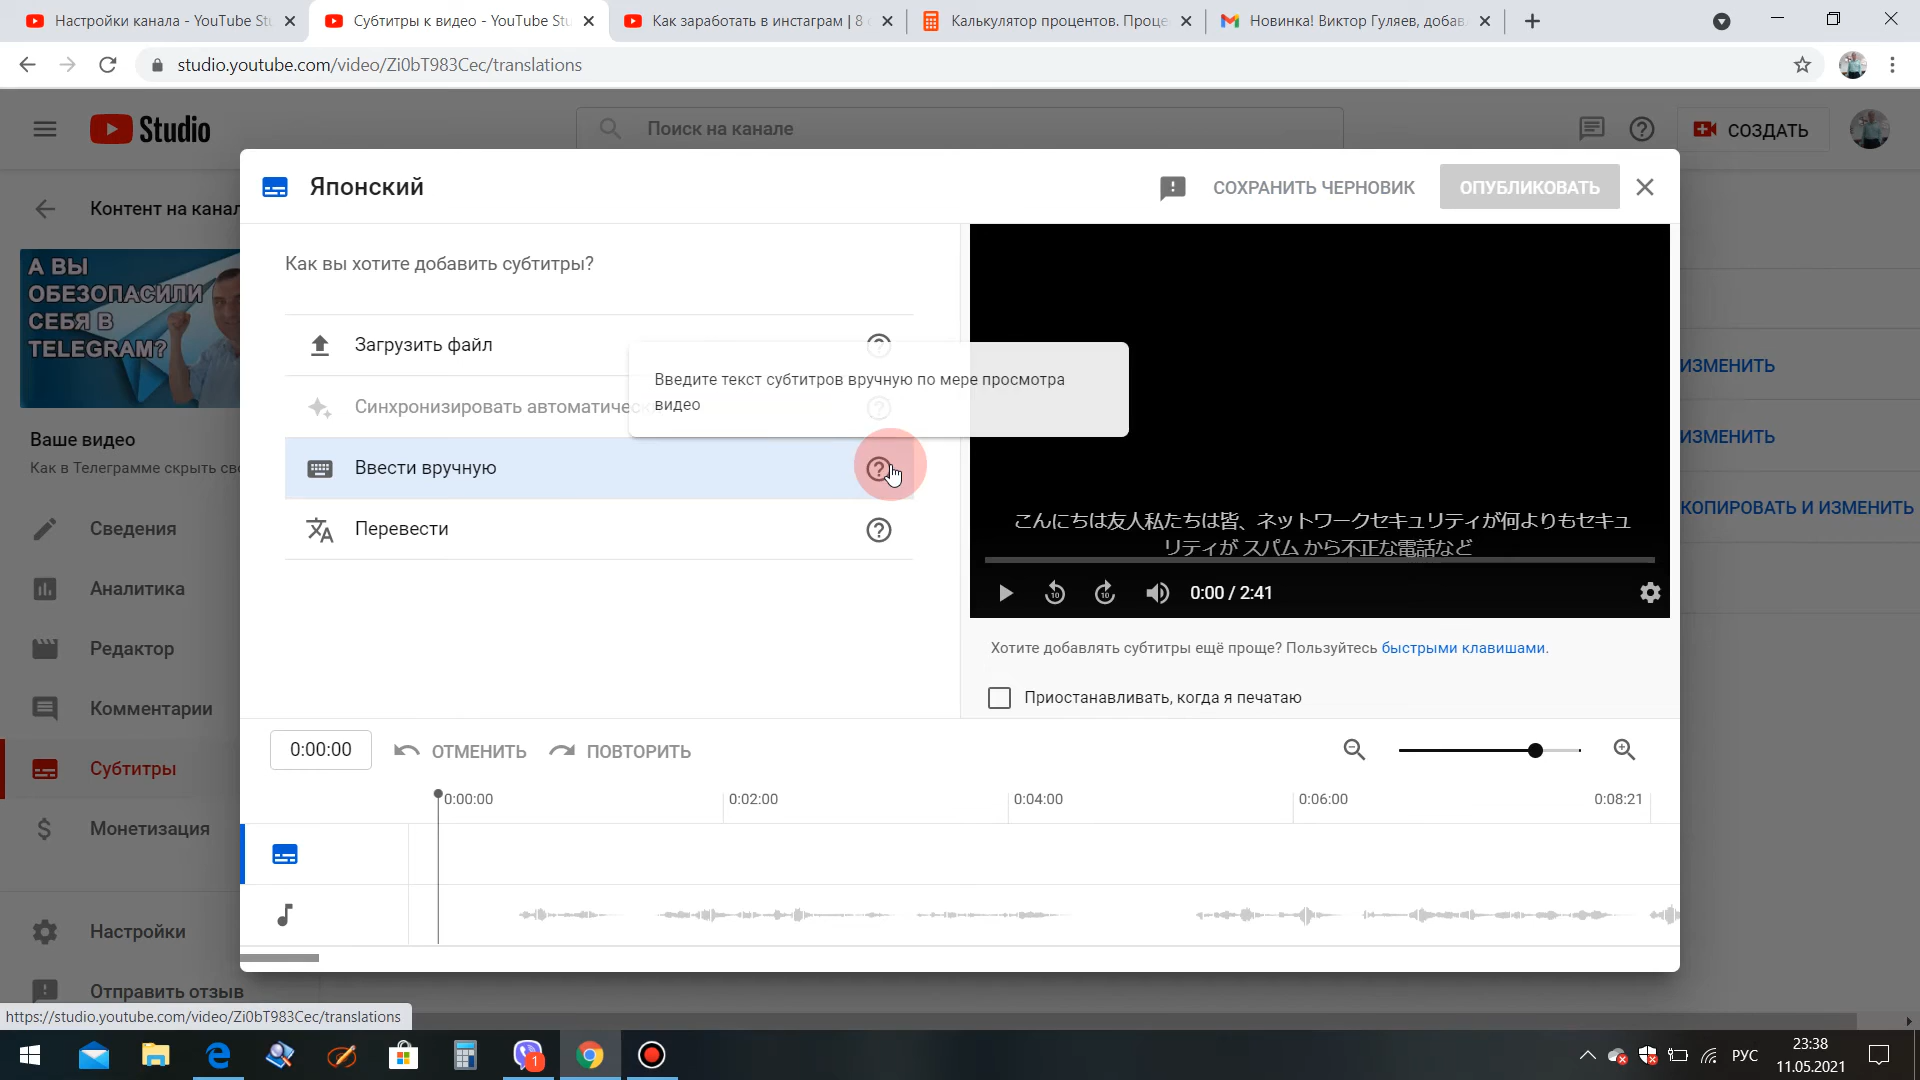 Настройки канала - YouTube Stu
Субтитры к видео - YouTube Stu
Как заработать в инстаграм | 8 с
Калькулятор процентов. Проце
Новинка! Виктор Гуляев, добав
studio.youtube.com/video/Zi0bT983Cec/translations
Studio
Поиск на канале
СОЗДАТЬ
Контент на канал
Японский
СОХРАНИТЬ ЧЕРНОВИК
ОПУБЛИКОВАТЬ
Как вы хотите добавить субтитры?
А ВЫ
ОБЕЗОПАСИЛИ
СЕБЯ В
TELEGRAM?
Загрузить файл
Синхронизировать автоматическ
Введите текст субтитров вручную по мере просмотра
видео
Ввести вручную
Перевести
ИЗМЕНИТЬ
ИЗМЕНИТЬ
КОПИРОВАТЬ И ИЗМЕНИТЬ
Ваше видео
Как в Телеграмме скрыть сво
こんにちは友人私たちは皆、ネットワークセキュリティが何よりもセキュ
リティが スパム から不正な電話など
0:00 / 2:41
Хотите добавлять субтитры ещё проще? Пользуйтесь быстрыми клавишами.
Приостанавливать, когда я печатаю
Сведения
Аналитика
Редактор
Комментарии
Субтитры
Монетизация
Настройки
Отправить отзыв
0:00:00
ОТМЕНИТЬ
ПОВТОРИТЬ
0:00:00
0:02:00
0:04:00
0:06:00
0:08:21
https://studio.youtube.com/video/Zi0bT983Cec/translations
1
РУС
23:38
11.05.2021